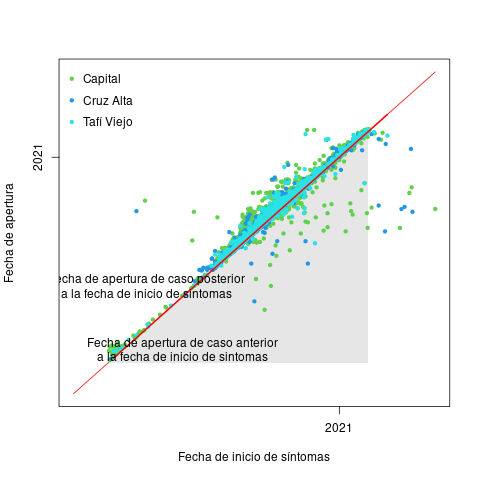 Capital
Cruz Alta
Tafí Viejo
2021
Fecha de apertura
echa de apertura de caso posterior
a la fecha de inicio de síntomas
Fecha de apertura de caso anterior
a la fecha de inicio de sintomas
2021
Fecha de inicio de síntomas